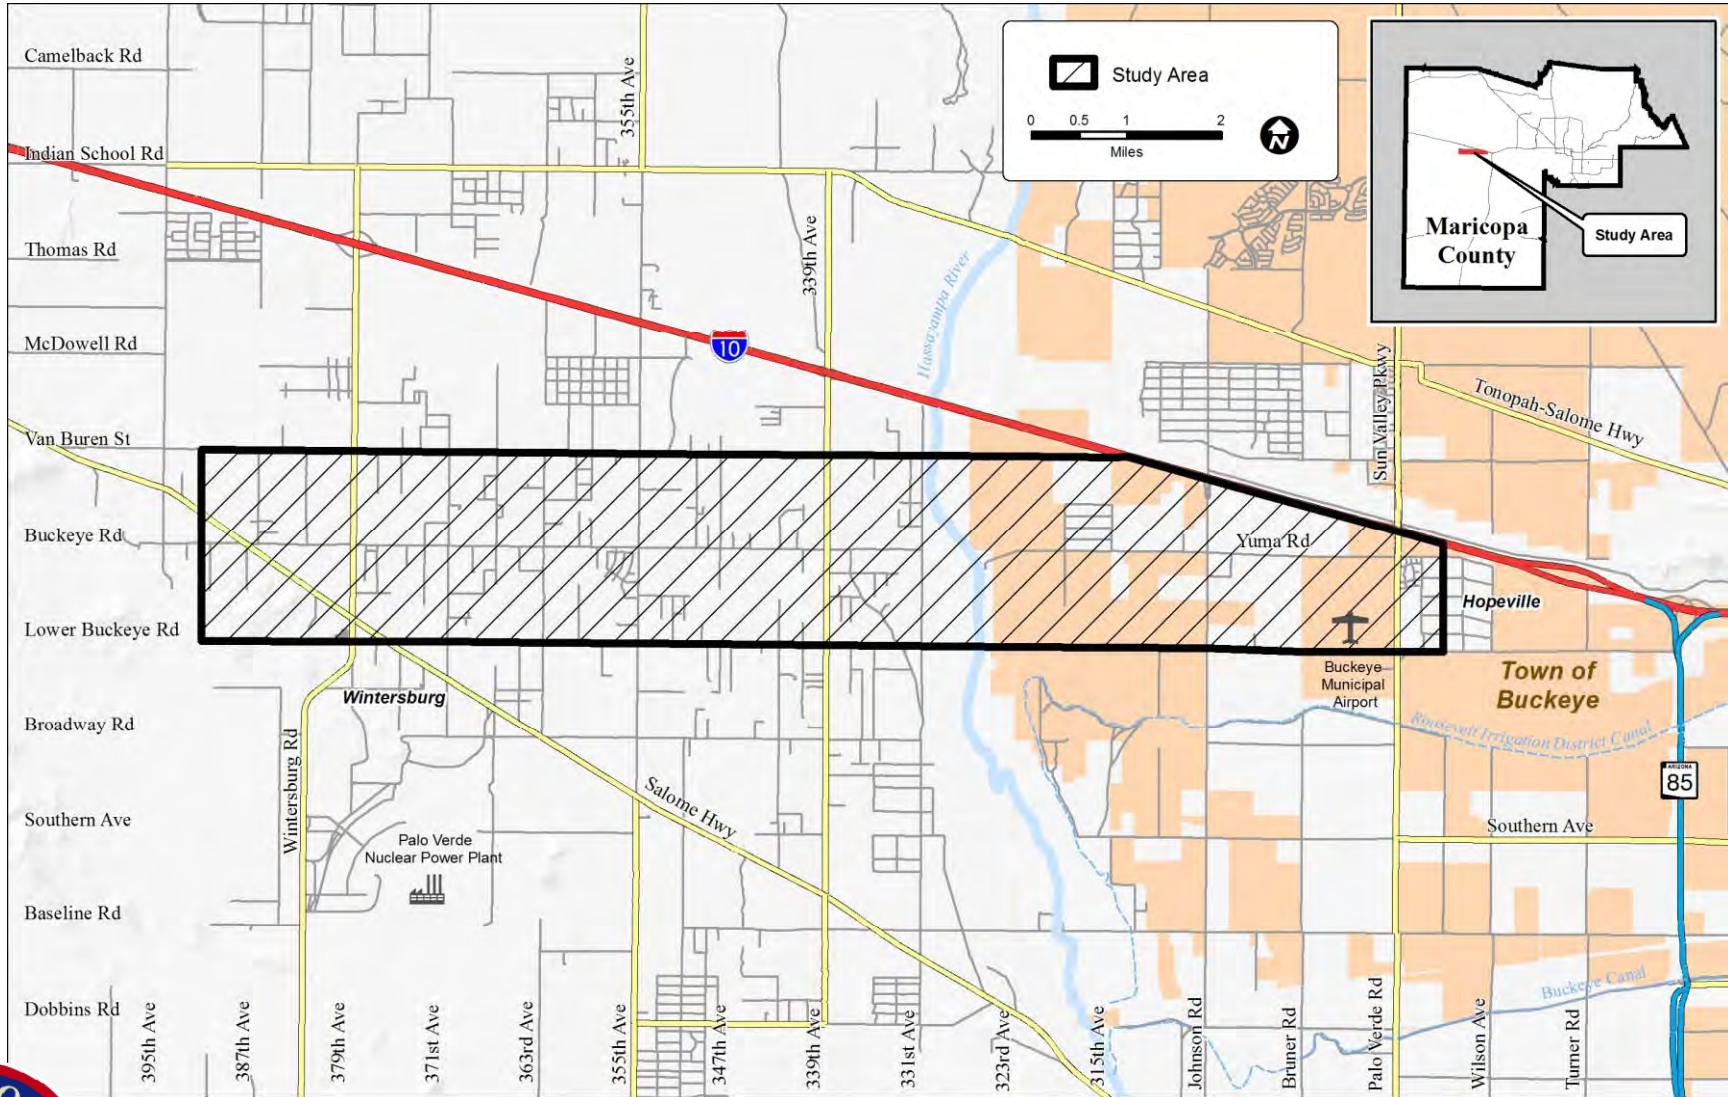 Camelback Rd
Indian School Rd
Thomas Rd
McDowell Rd
Van Buren St
Buckeye Rd
Lower Buckeye Rd
Broadway Rd
Southern Ave
Baseline Rd
Dobbins Rd
355th Ave
339th Ave
Hassayampa River
10
Study Area
0 0.5 1 2
Miles
N
Maricopa
County
Study Area
Sun Valley Pkwy
Tonopah-Salome Hwy
Yuma Rd
Hopeville
Buckeye
Municipal
Airport
Town of
Buckeye
Roosevelt Irrigation District Canal
ARIZONA
85
Southern Ave
Buckeye Canal
Wintersburg
Wintersburg Rd
Salome Hwy
Palo Verde
Nuclear Power Plant
395th Ave
387th Ave
379th Ave
371st Ave
363rd Ave
355th Ave
347th Ave
339th Ave
331st Ave
323rd Ave
315th Ave
Johnson Rd
Bruner Rd
Palo Verde Rd
Wilson Ave
Turner Rd